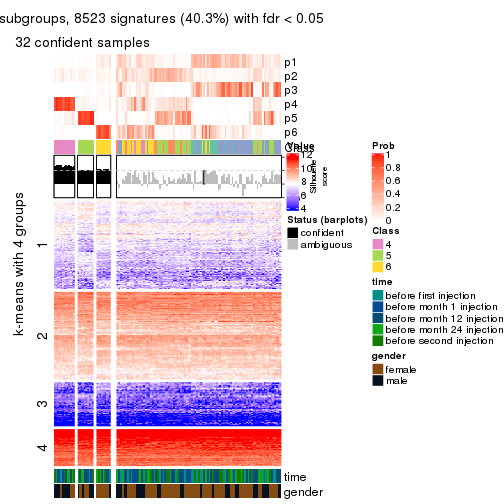 subgroups, 8523 signatures (40.3%) with fdr < 0.05
32 confident samples
p1
p2
p3
p4
p5
p6
Class
Silhouette
score
k-means with 4 groups
1
2
3
4
time
gender
Value
12
10
8
6
4
Status (barplots)
confident
ambiguous
Prob
1
0.8
0.6
0.4
0.2
0
Class
4
5
6
time
before first injection
before month 1 injection
before month 12 injection
before month 24 injection
before second injection
gender
female
male